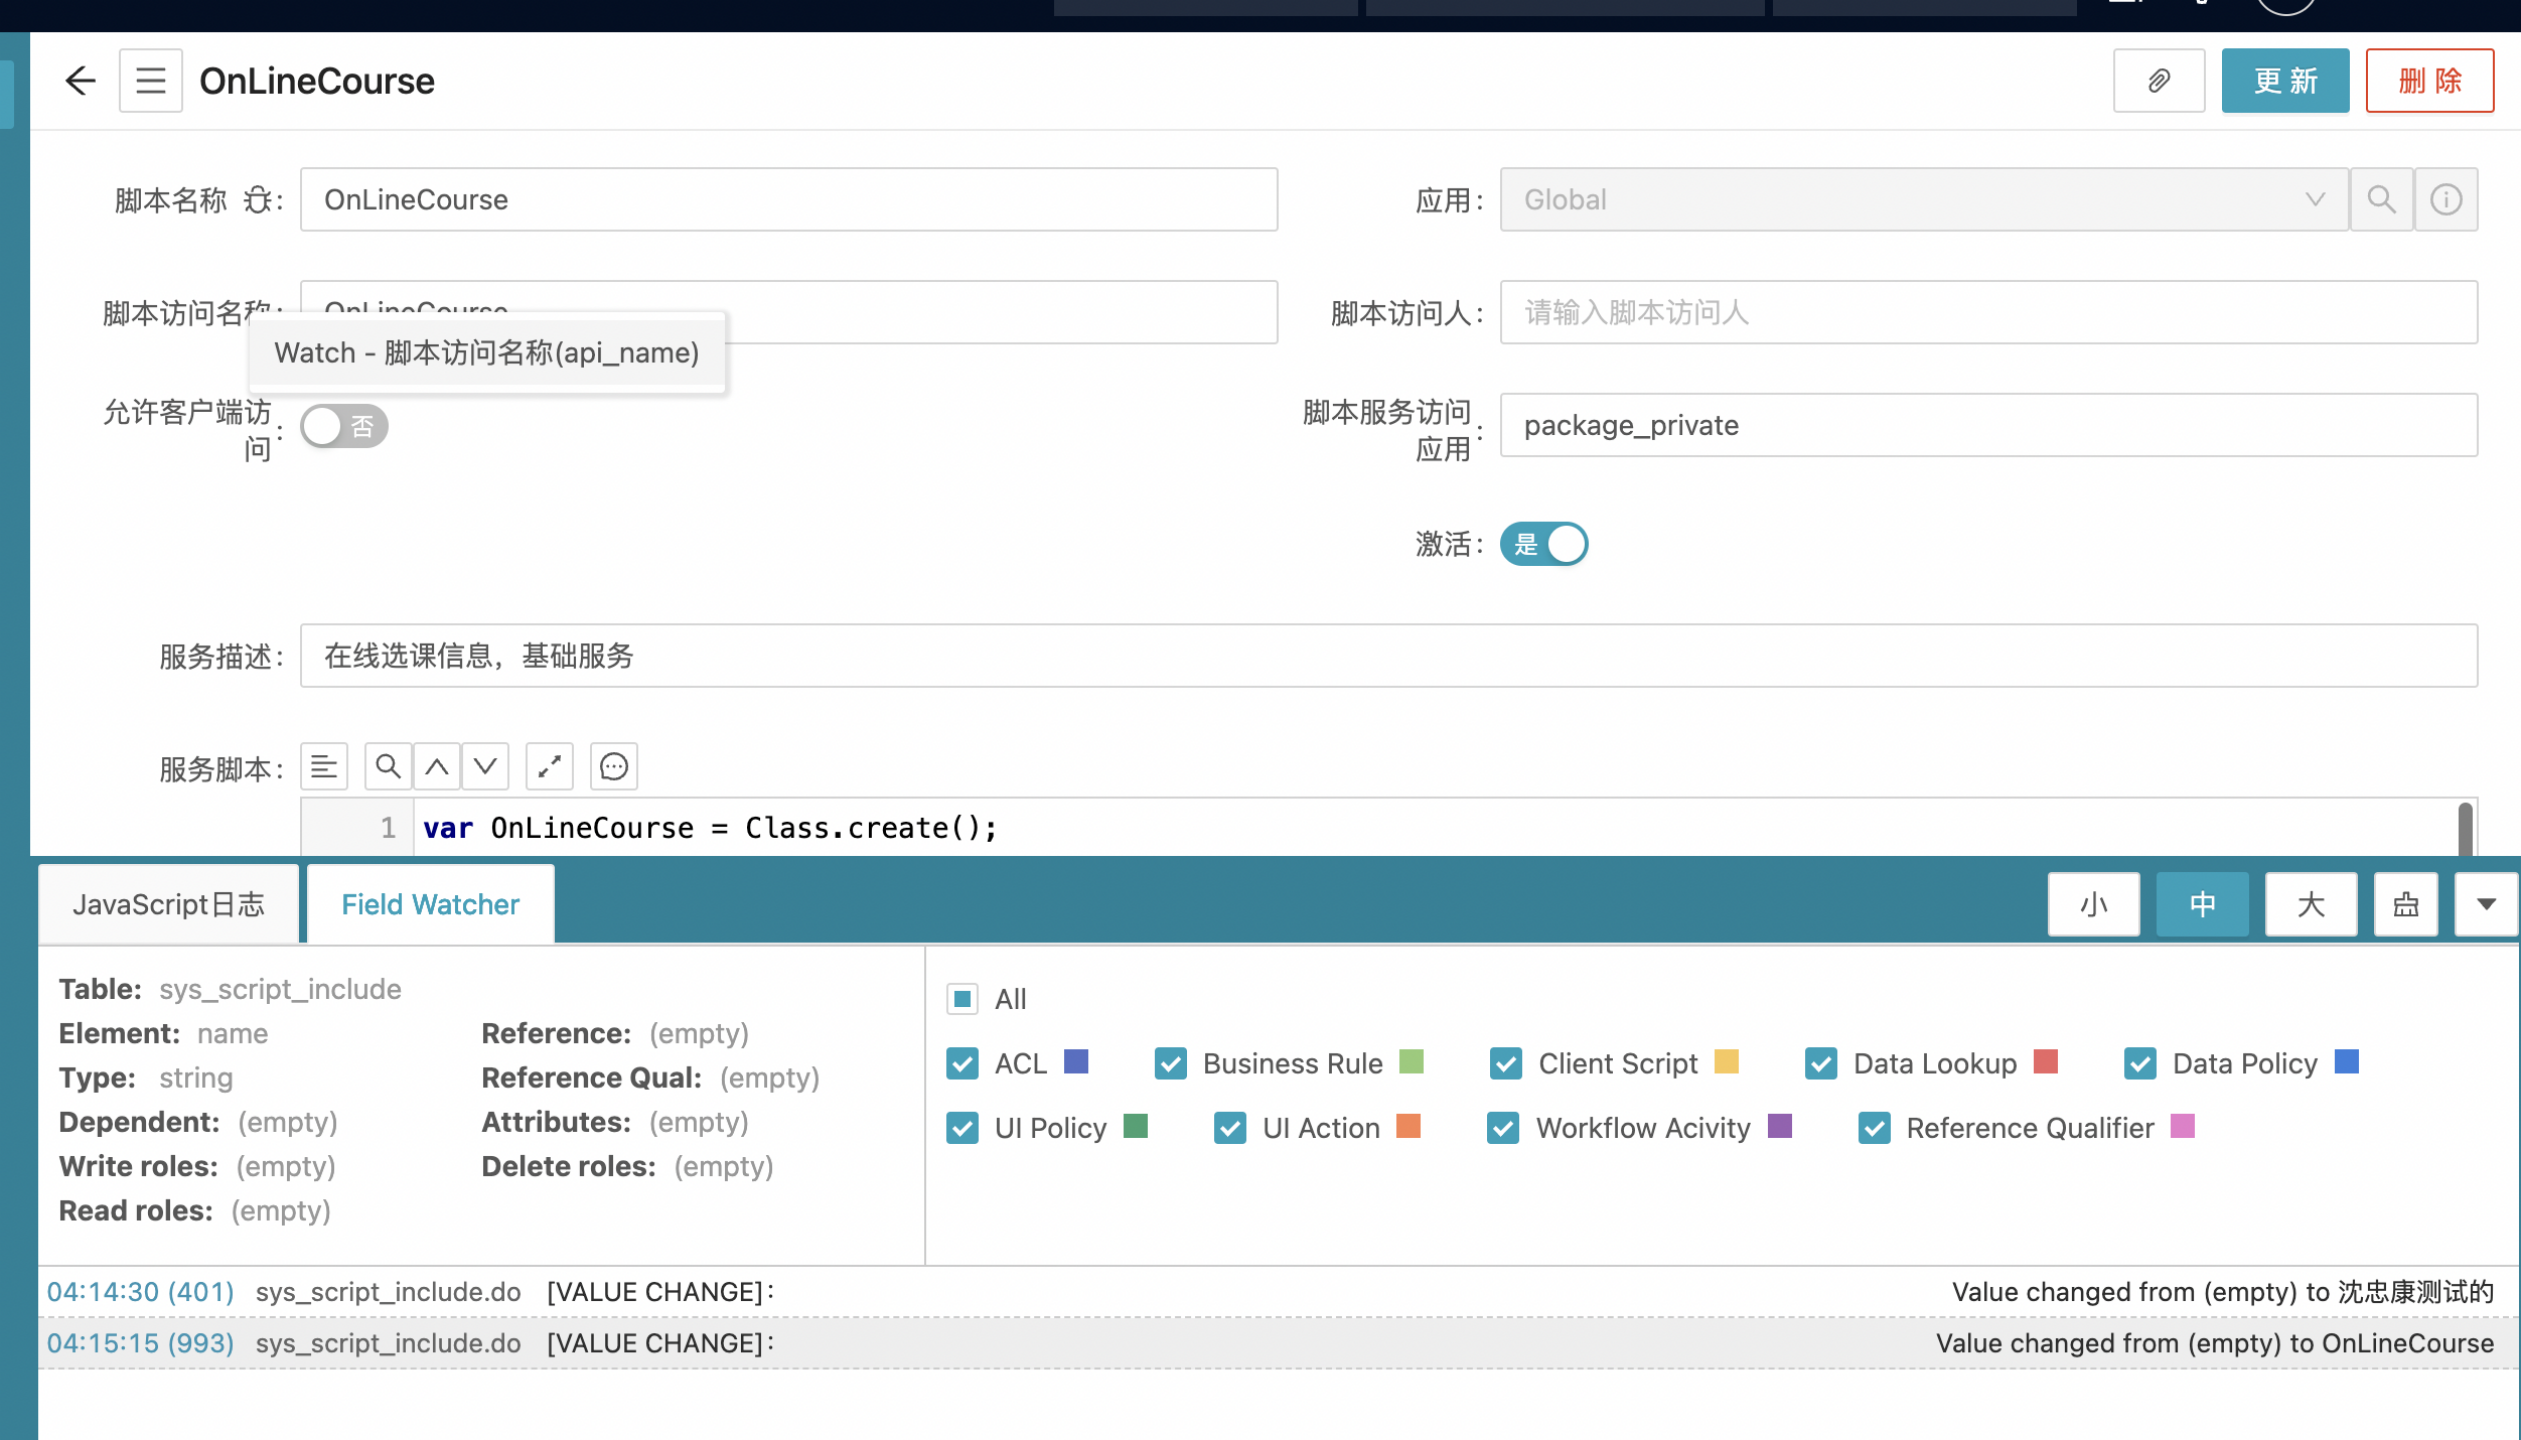 OnLineCourse
更 新
删 除
脚本名称 : OnLineCourse
应用: Global
脚本访问名称: OnLineCourse
脚本访问人: 请输入脚本访问人
Watch - 脚本访问名称(api_name)
允许客户端访问: 否
脚本服务访问应用: package_private
激活: 是
服务描述: 在线选课信息，基础服务
服务脚本:
1 var OnLineCourse = Class.create();
JavaScript日志 Field Watcher 小 中 大
Table: sys_script_include
Element: name Reference: (empty)
Type: string Reference Qual: (empty)
Dependent: (empty) Attributes: (empty)
Write roles: (empty) Delete roles: (empty)
Read roles: (empty)
All
ACL Business Rule Client Script Data Lookup Data Policy
UI Policy UI Action Workflow Acivity Reference Qualifier
04:14:30 (401) sys_script_include.do [VALUE CHANGE]: Value changed from (empty) to 沈忠康测试的
04:15:15 (993) sys_script_include.do [VALUE CHANGE]: Value changed from (empty) to OnLineCourse